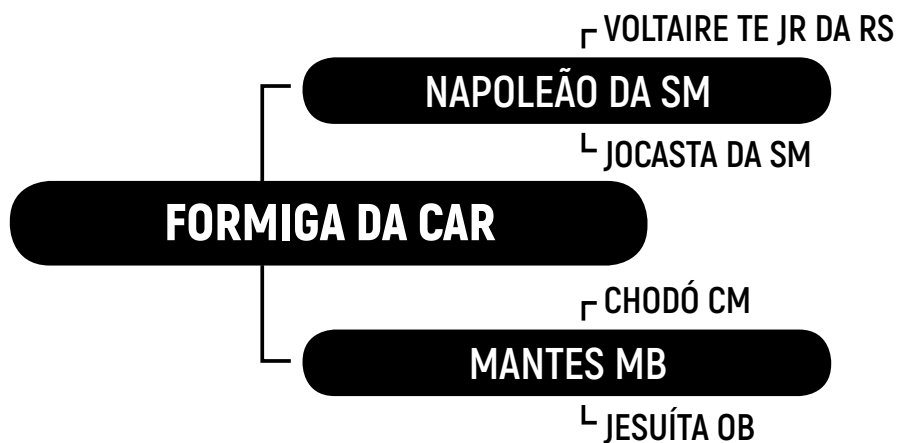 VOLTAIRE TE JR DA RS
NAPOLEÃO DA SM
JOCASTA DA SM
FORMIGA DA CAR
CHODÓ CM
MANTES MB
JESUÍTA OB